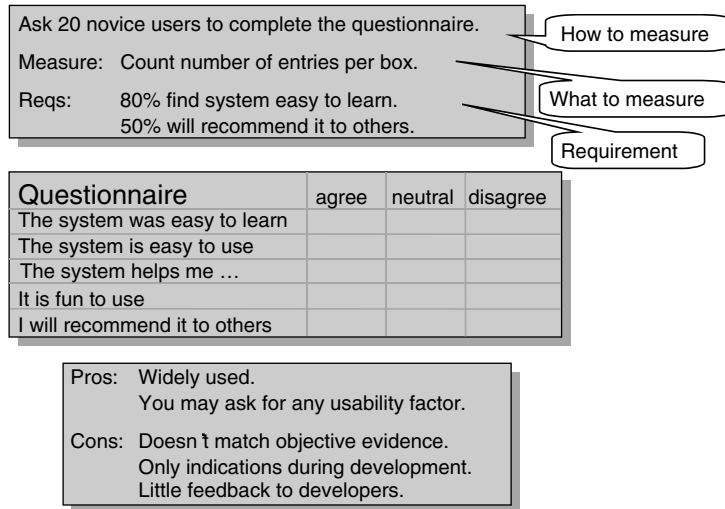 Ask 20 novice users to complete the questionnaire.
How to measure
Measure: Count number of entries per box.
What to measure
Reqs: 80% find system easy to learn.
50% will recommend it to others.
Requirement
Questionnaire agree neutral disagree
The system was easy to learn
The system is easy to use
The system helps me …
It is fun to use
I will recommend it to others
Pros: Widely used.
You may ask for any usability factor.
Cons: Doesn't match objective evidence.
Only indications during development.
Little feedback to developers.